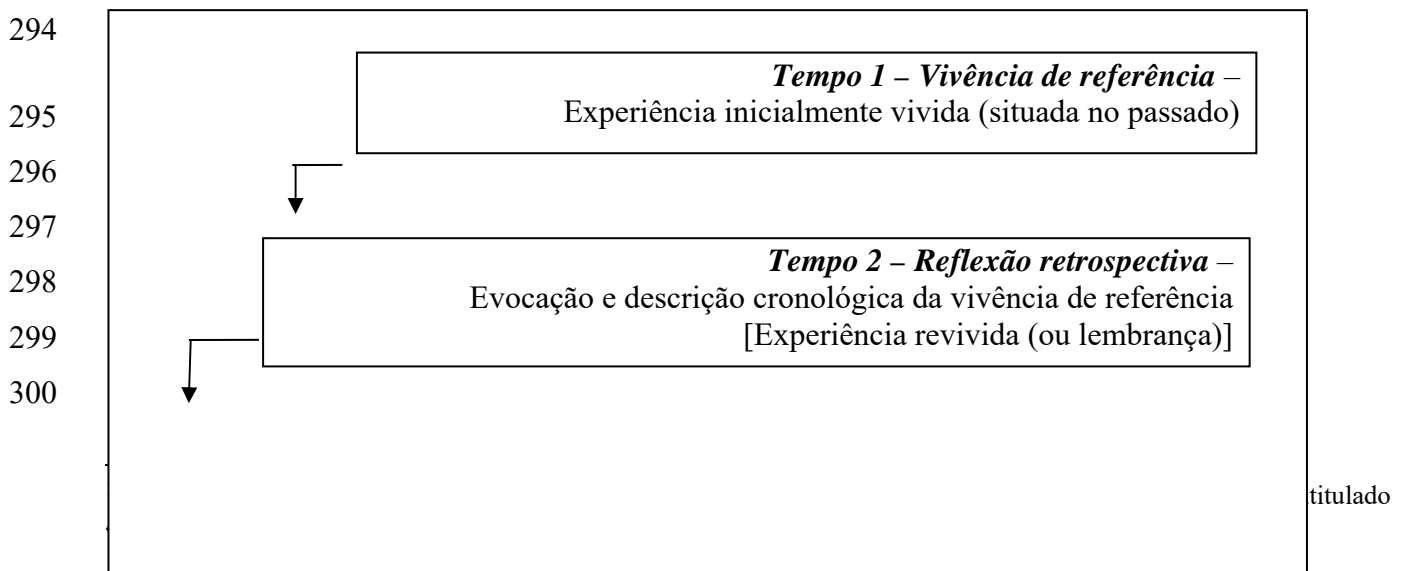 294
Tempo 1 – Vivência de referência –
295
Experiência inicialmente vivida (situada no passado)
296
297
Tempo 2 – Reflexão retrospectiva –
298
Evocação e descrição cronológica da vivência de referência
299
[Experiência revivida (ou lembrança)]
300
titulado